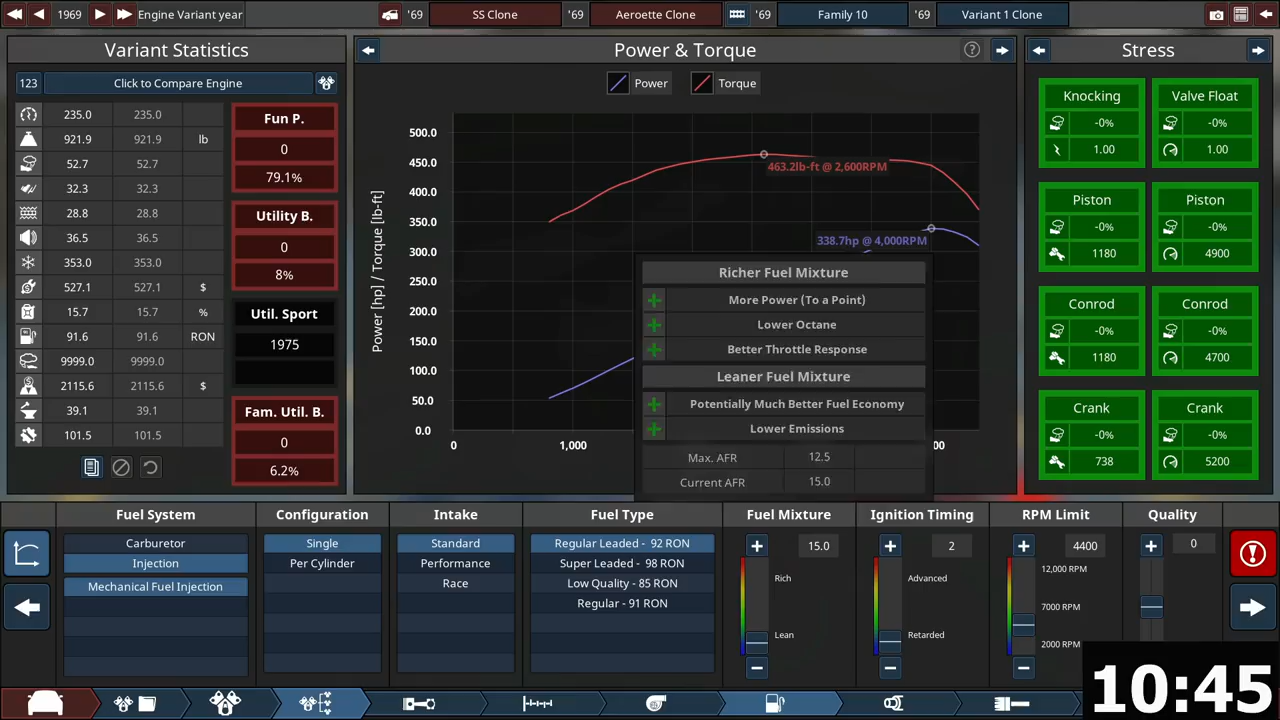 1969 Engine Variant year '69 SS Clone '69 Aeroette Clone '69 Family 10 '69 Variant 1 Clone
Variant Statistics
123 Click to Compare Engine
235.0 235.0
921.9 921.9 lb
52.7 52.7
32.3 32.3
28.8 28.8
36.5 36.5
353.0 353.0
527.1 527.1 $
15.7 15.7 %
91.6 91.6 RON
9999.0 9999.0
2115.6 2115.6 $
39.1 39.1
101.5 101.5
Fun P.
0
79.1%
Utility B.
0
8%
Util. Sport
1975
Fam. Util. B.
0
6.2%
Power & Torque ?
Power Torque
Power [hp] / Torque [lb-ft]
500.0
450.0
400.0
350.0
300.0
250.0
200.0
150.0
100.0
50.0
0.0
0 1,000 00
463.2lb-ft @ 2,600RPM
338.7hp @ 4,000RPM
Richer Fuel Mixture
More Power (To a Point)
Lower Octane
Better Throttle Response
Leaner Fuel Mixture
Potentially Much Better Fuel Economy
Lower Emissions
Max. AFR 12.5
Current AFR 15.0
Stress
Knocking
-0%
1.00
Valve Float
-0%
1.00
Piston
-0%
1180
Piston
-0%
4900
Conrod
-0%
1180
Conrod
-0%
4700
Crank
-0%
738
Crank
-0%
5200
Fuel System
Carburetor
Injection
Mechanical Fuel Injection
Configuration
Single
Per Cylinder
Intake
Standard
Performance
Race
Fuel Type
Regular Leaded - 92 RON
Super Leaded - 98 RON
Low Quality - 85 RON
Regular - 91 RON
Fuel Mixture
15.0
Rich
Lean
Ignition Timing
2
Advanced
Retarded
RPM Limit
4400
12,000 RPM
7000 RPM
2000 RPM
Quality
0
10:45